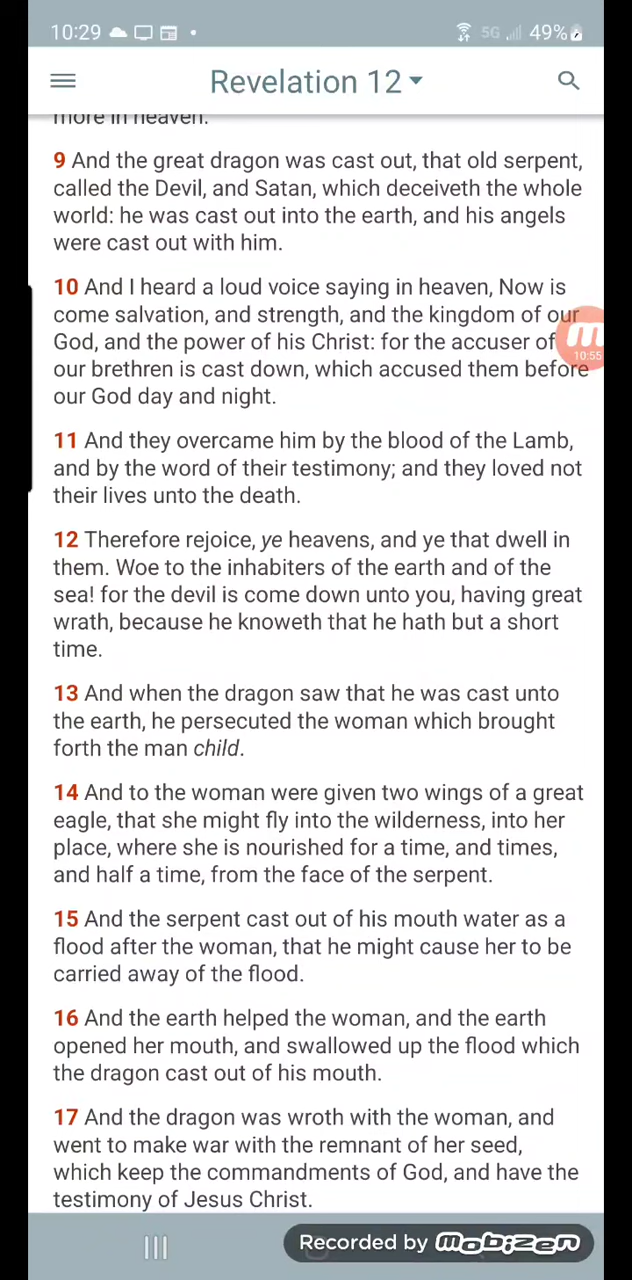 10:29
5G 49%
Revelation 12
more in heaven.
9 And the great dragon was cast out, that old serpent,
called the Devil, and Satan, which deceiveth the whole
world: he was cast out into the earth, and his angels
were cast out with him.
10 And I heard a loud voice saying in heaven, Now is
come salvation, and strength, and the kingdom of our
God, and the power of his Christ: for the accuser of
our brethren is cast down, which accused them before
our God day and night.
10:55
11 And they overcame him by the blood of the Lamb,
and by the word of their testimony; and they loved not
their lives unto the death.
12 Therefore rejoice, ye heavens, and ye that dwell in
them. Woe to the inhabiters of the earth and of the
sea! for the devil is come down unto you, having great
wrath, because he knoweth that he hath but a short
time.
13 And when the dragon saw that he was cast unto
the earth, he persecuted the woman which brought
forth the man child.
14 And to the woman were given two wings of a great
eagle, that she might fly into the wilderness, into her
place, where she is nourished for a time, and times,
and half a time, from the face of the serpent.
15 And the serpent cast out of his mouth water as a
flood after the woman, that he might cause her to be
carried away of the flood.
16 And the earth helped the woman, and the earth
opened her mouth, and swallowed up the flood which
the dragon cast out of his mouth.
17 And the dragon was wroth with the woman, and
went to make war with the remnant of her seed,
which keep the commandments of God, and have the
testimony of Jesus Christ.
Recorded by mobizen